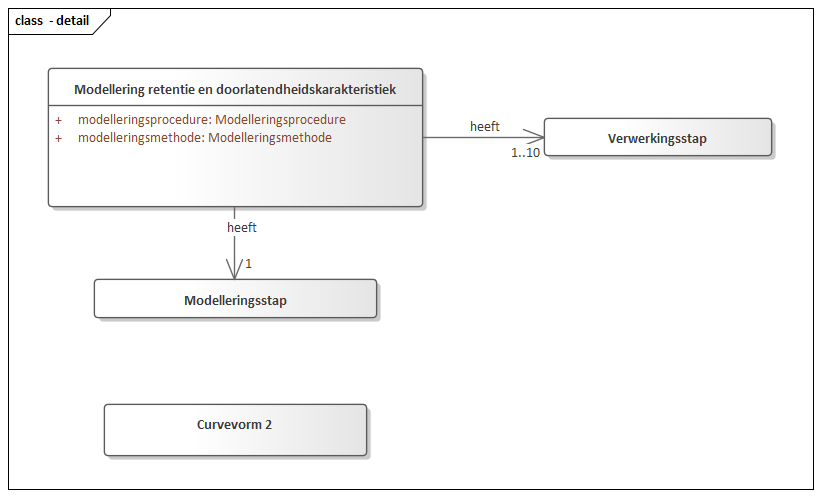 class  - detail
Modellering retentie en doorlatendheidskarakteristiek
+ modelleringsprocedure: Modelleringsprocedure
+ modelleringsmethode: Modelleringsmethode
heeft
1..10
Verwerkingsstap
heeft
1
Modelleringsstap
Curvevorm 2